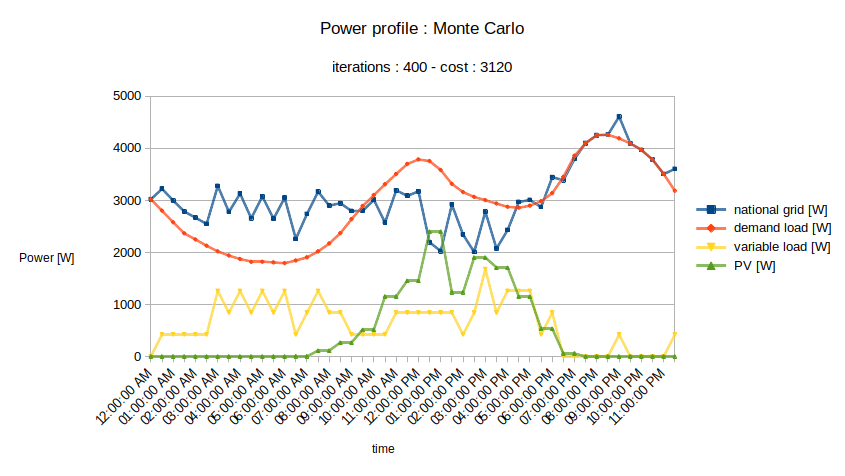 Power profile : Monte Carlo
iterations : 400 - cost : 3120
5000
4000
3000
2000
1000
0
Power [W]
national grid [W]
demand load [W]
variable load [W]
PV [W]
12:00:00 AM
01:00:00 AM
02:00:00 AM
03:00:00 AM
04:00:00 AM
05:00:00 AM
06:00:00 AM
07:00:00 AM
08:00:00 AM
09:00:00 AM
10:00:00 AM
11:00:00 AM
12:00:00 PM
01:00:00 PM
02:00:00 PM
03:00:00 PM
04:00:00 PM
05:00:00 PM
06:00:00 PM
07:00:00 PM
08:00:00 PM
09:00:00 PM
10:00:00 PM
11:00:00 PM
time